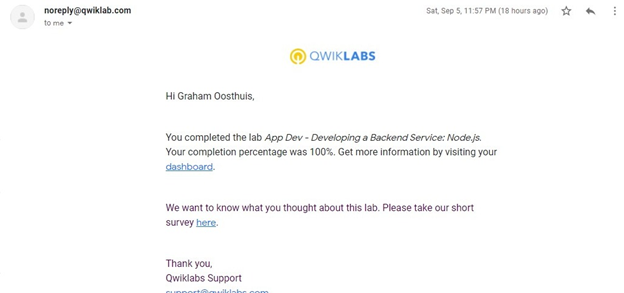 noreply@qwiklab.com
Sat, Sep 5, 11:57 PM (18 hours ago)
to me
QWIKLABS
Hi Graham Oosthuis,
You completed the lab App Dev - Developing a Backend Service: Node.js.
Your completion percentage was 100%. Get more information by visiting your
dashboard.
We want to know what you thought about this lab. Please take our short
survey here.
Thank you,
Qwiklabs Support
support@qwiklabs.com